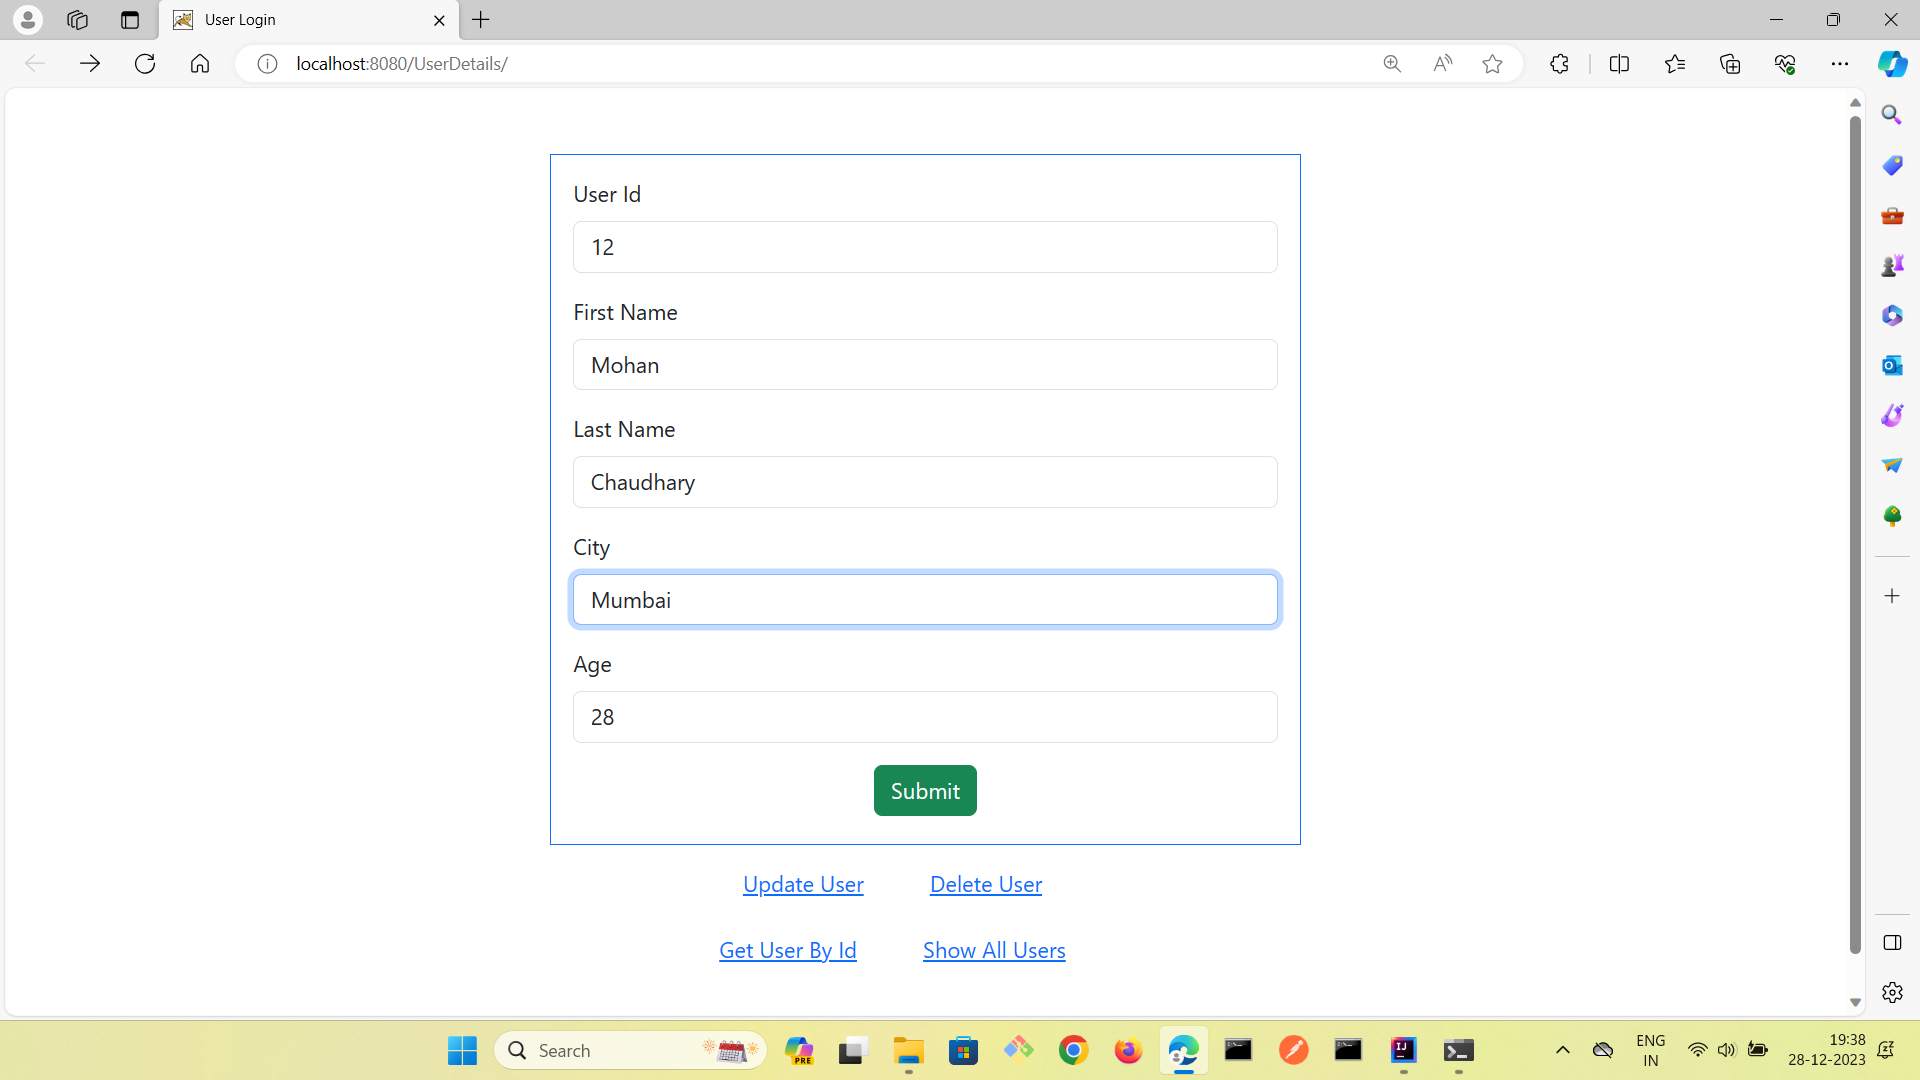 User Login
localhost:8080/UserDetails/
User Id
12
First Name
Mohan
Last Name
Chaudhary
City
Mumbai
Age
28
Submit
Update User Delete User
Get User By Id Show All Users
Search
PRE
IJ
ENG
IN
19:38
28-12-2023